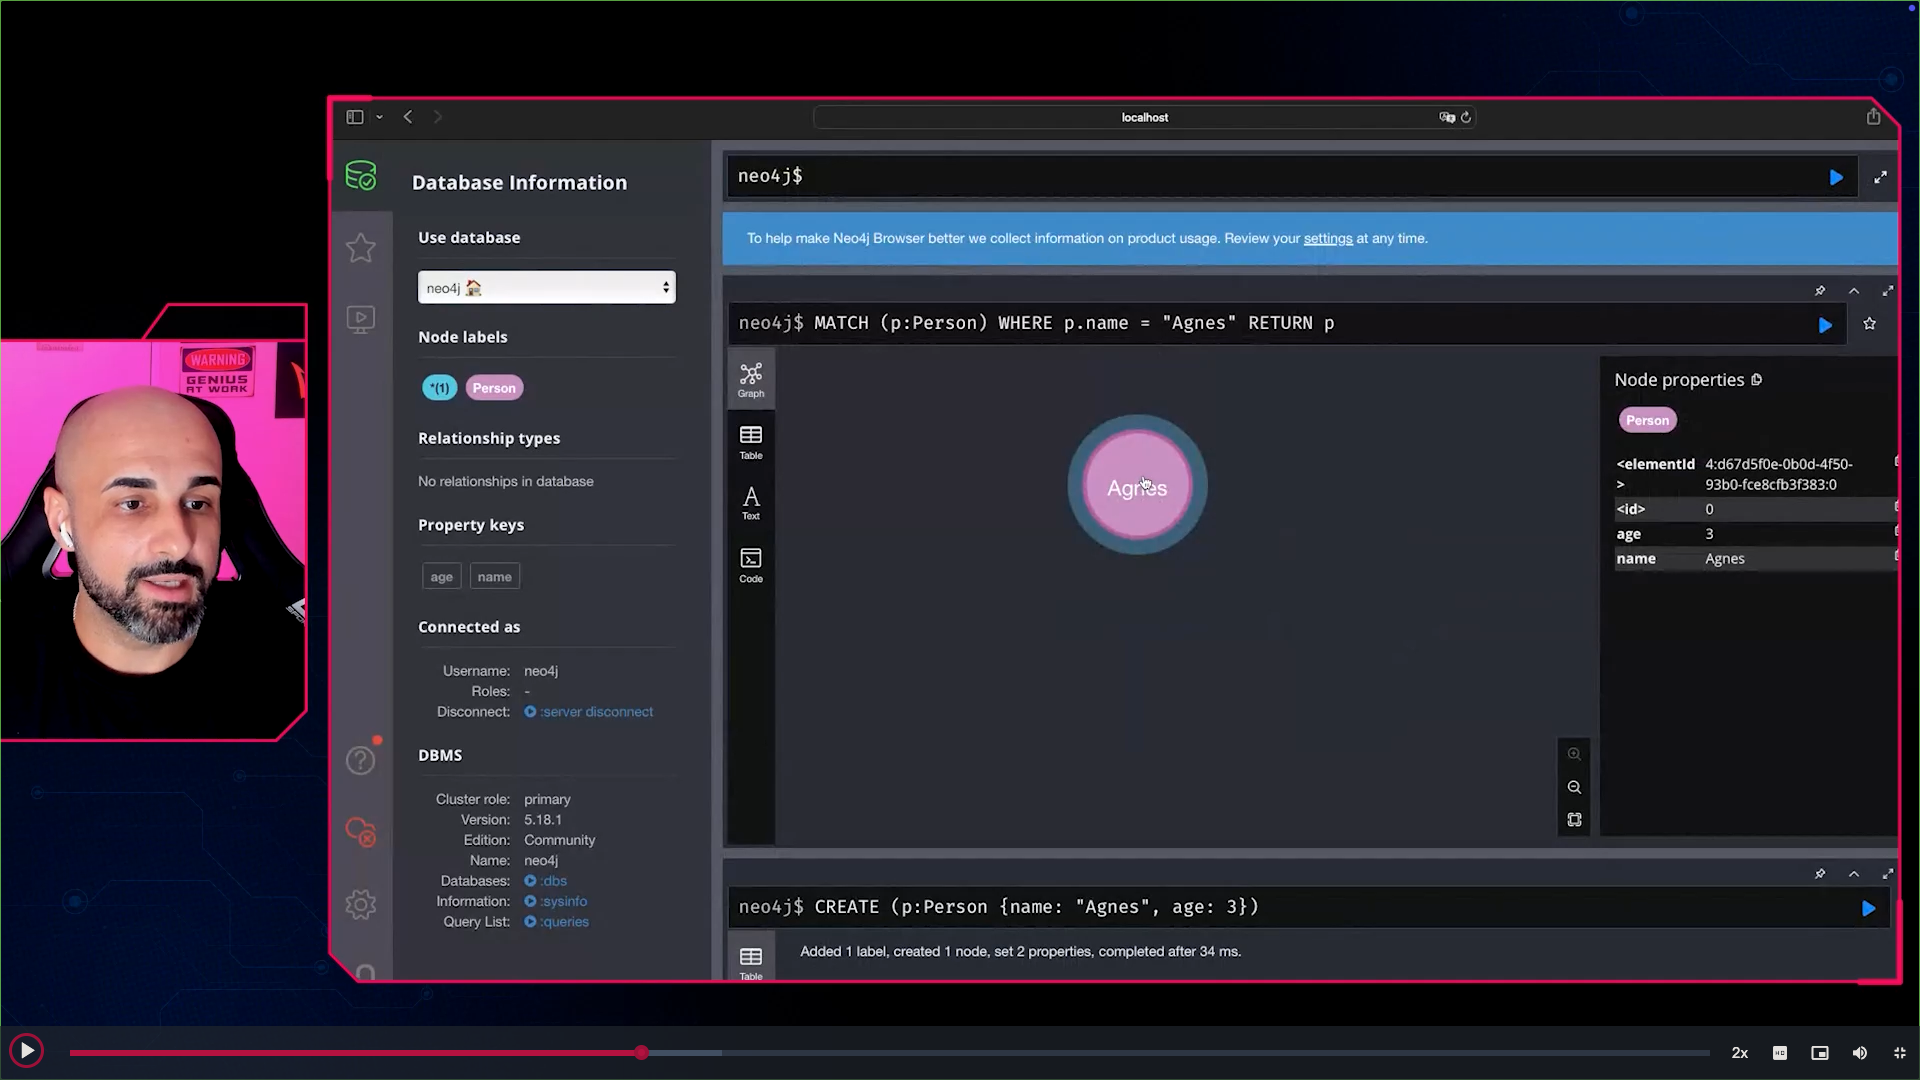 localhost
Database Information
Use database
neo4j
Node labels
*(1) Person
Relationship types
No relationships in database
Property keys
age name
Connected as
Username: neo4j
Roles: -
Disconnect: :server disconnect
DBMS
Cluster role: primary
Version: 5.18.1
Edition: Community
Name: neo4j
Databases: :dbs
Information: :sysinfo
Query List: :queries
neo4j$
To help make Neo4j Browser better we collect information on product usage. Review your settings at any time.
neo4j$ MATCH (p:Person) WHERE p.name = "Agnes" RETURN p
Graph
Table
Text
Code
Agnes
Node properties
Person
<elementId> 4:d67d5f0e-0b0d-4f50-
93b0-fce8cfb3f383:0
<id> 0
age 3
name Agnes
neo4j$ CREATE (p:Person {name: "Agnes", age: 3})
Table
Added 1 label, created 1 node, set 2 properties, completed after 34 ms.
WARNING
GENIUS
AT WORK
2x
HD